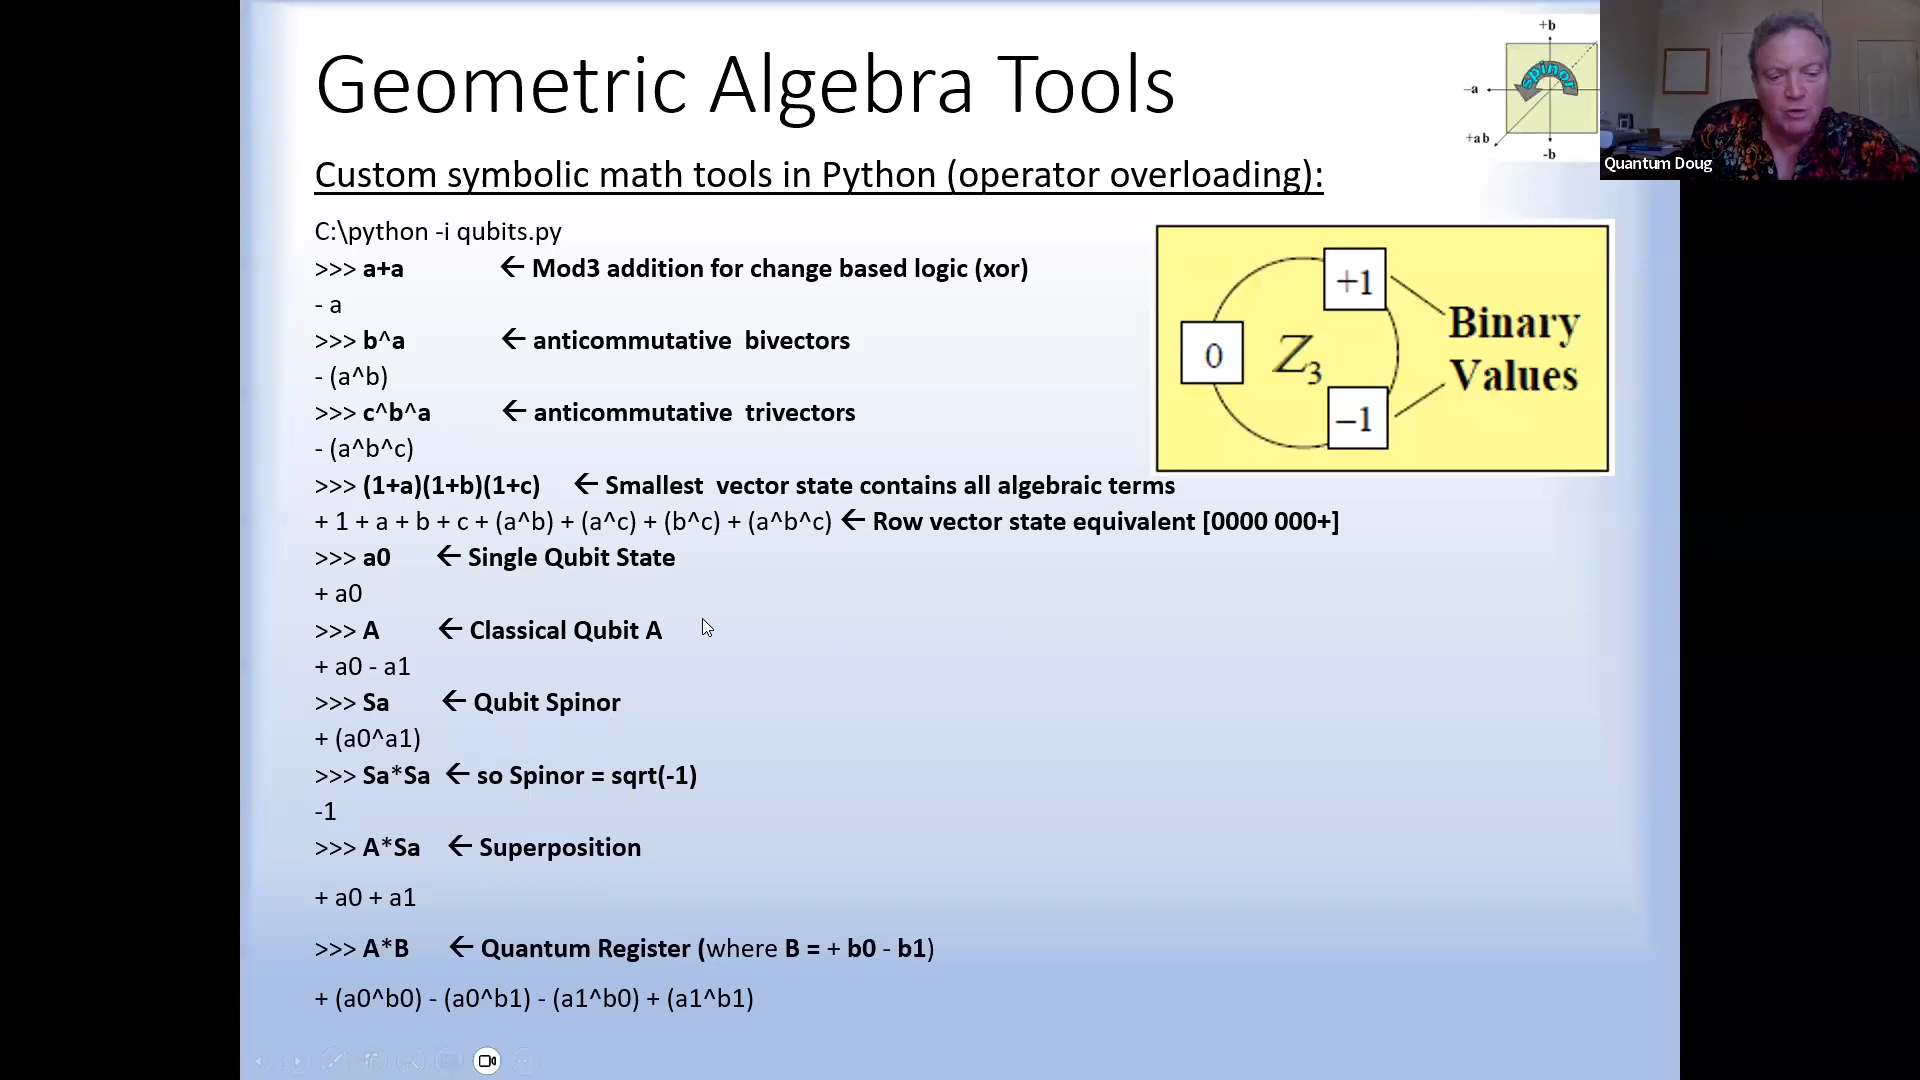 Geometric Algebra Tools
Custom symbolic math tools in Python (operator overloading):
C:\python -i qubits.py
>>> a+a ← Mod3 addition for change based logic (xor)
- a
>>> b^a ← anticommutative bivectors
- (a^b)
>>> c^b^a ← anticommutative trivectors
- (a^b^c)
>>> (1+a)(1+b)(1+c) ← Smallest vector state contains all algebraic terms
+ 1 + a + b + c + (a^b) + (a^c) + (b^c) + (a^b^c) ← Row vector state equivalent [0000 000+]
>>> a0 ← Single Qubit State
+ a0
>>> A ← Classical Qubit A
+ a0 - a1
>>> Sa ← Qubit Spinor
+ (a0^a1)
>>> Sa*Sa ← so Spinor = sqrt(-1)
-1
>>> A*Sa ← Superposition
+ a0 + a1
>>> A*B ← Quantum Register (where B = + b0 - b1)
+ (a0^b0) - (a0^b1) - (a1^b0) + (a1^b1)
+b
spinor
-a
+ab
-b
Quantum Doug
+1
0
Z3
-1
Binary
Values